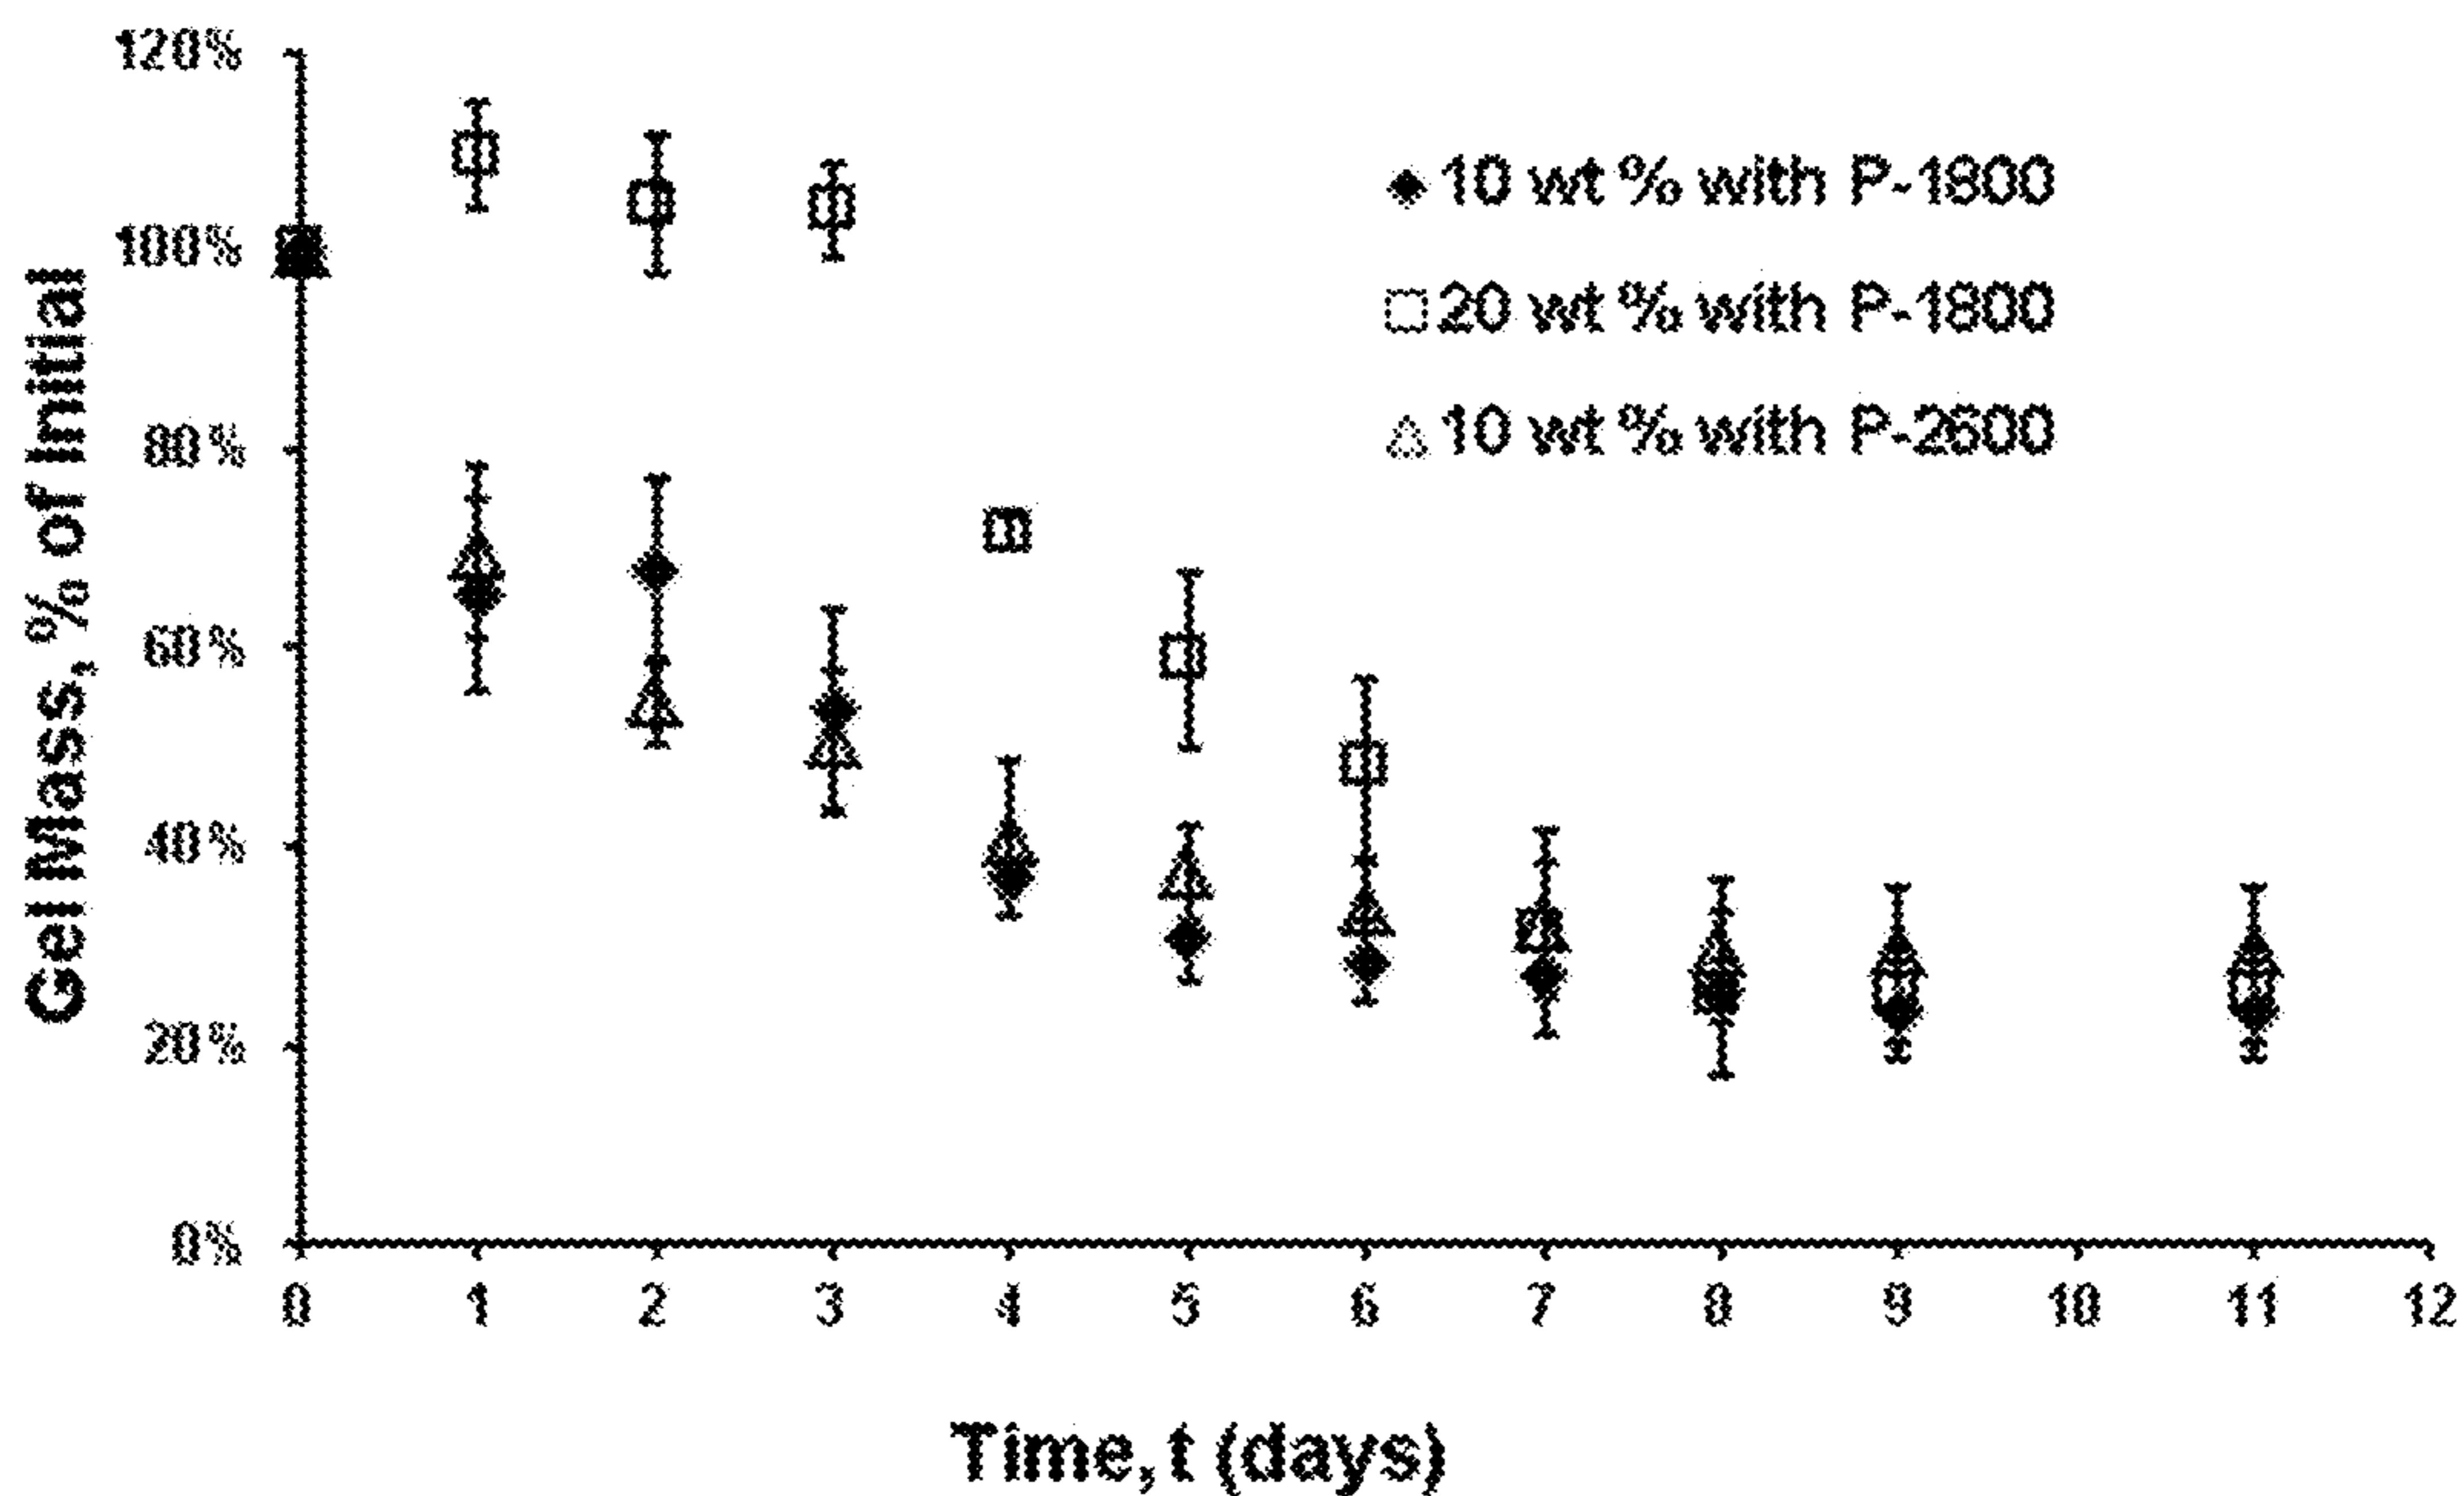 120%
100%
80%
60%
40%
20%
0%
Gel Mass, % of Initial
10 wt % with P-1800
20 wt % with P-1800
10 wt % with P-2600
0 1 2 3 4 5 6 7 8 9 10 11 12
Time, t (days)